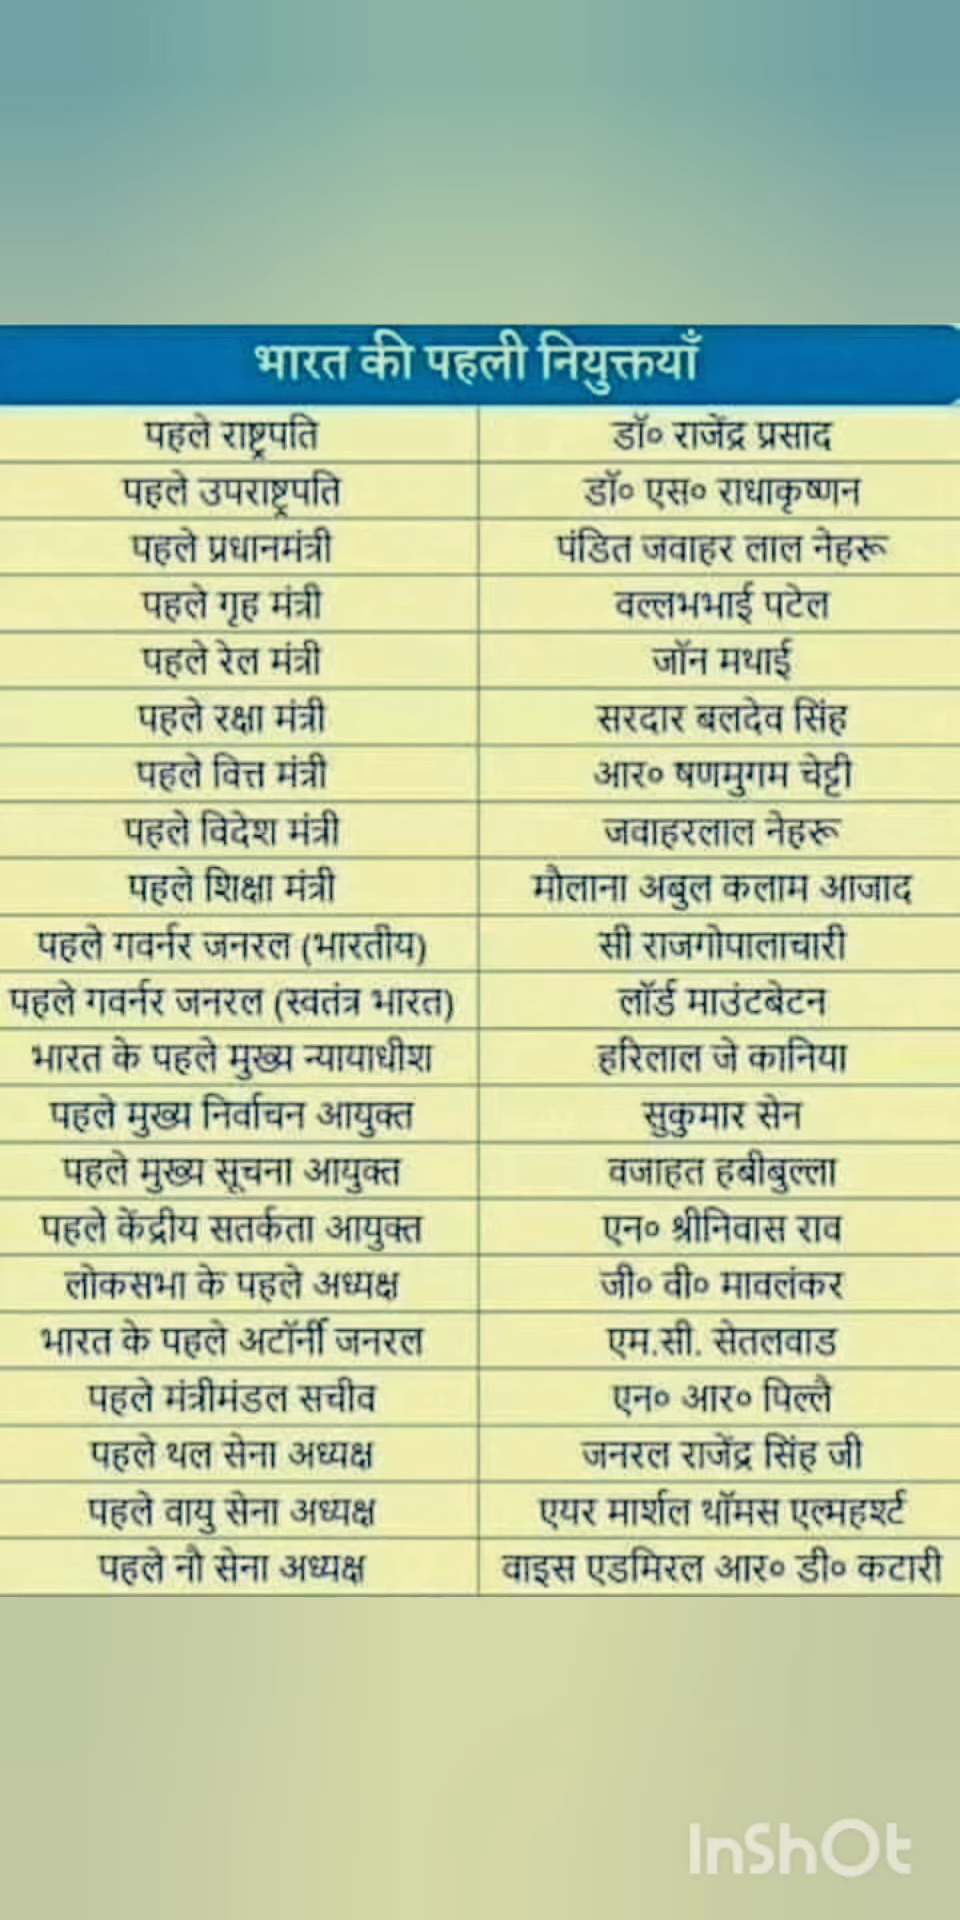 भारत की पहली नियुक्तयाँ
पहले राष्ट्रपति डॉ० राजेंद्र प्रसाद
पहले उपराष्ट्रपति डॉ० एस० राधाकृष्णन
पहले प्रधानमंत्री पंडित जवाहर लाल नेहरू
पहले गृह मंत्री वल्लभभाई पटेल
पहले रेल मंत्री जॉन मथाई
पहले रक्षा मंत्री सरदार बलदेव सिंह
पहले वित्त मंत्री आर० षणमुगम चेट्टी
पहले विदेश मंत्री जवाहरलाल नेहरू
पहले शिक्षा मंत्री मौलाना अबुल कलाम आजाद
पहले गवर्नर जनरल (भारतीय) सी राजगोपालाचारी
पहले गवर्नर जनरल (स्वतंत्र भारत) लॉर्ड माउंटबेटन
भारत के पहले मुख्य न्यायाधीश हरिलाल जे कानिया
पहले मुख्य निर्वाचन आयुक्त सुकुमार सेन
पहले मुख्य सूचना आयुक्त वजाहत हबीबुल्ला
पहले केंद्रीय सतर्कता आयुक्त एन० श्रीनिवास राव
लोकसभा के पहले अध्यक्ष जी० वी० मावलंकर
भारत के पहले अटॉर्नी जनरल एम.सी. सेतलवाड
पहले मंत्रीमंडल सचीव एन० आर० पिल्लै
पहले थल सेना अध्यक्ष जनरल राजेंद्र सिंह जी
पहले वायु सेना अध्यक्ष एयर मार्शल थॉमस एल्महर्श्ट
पहले नौ सेना अध्यक्ष वाइस एडमिरल आर० डी० कटारी
InShOt